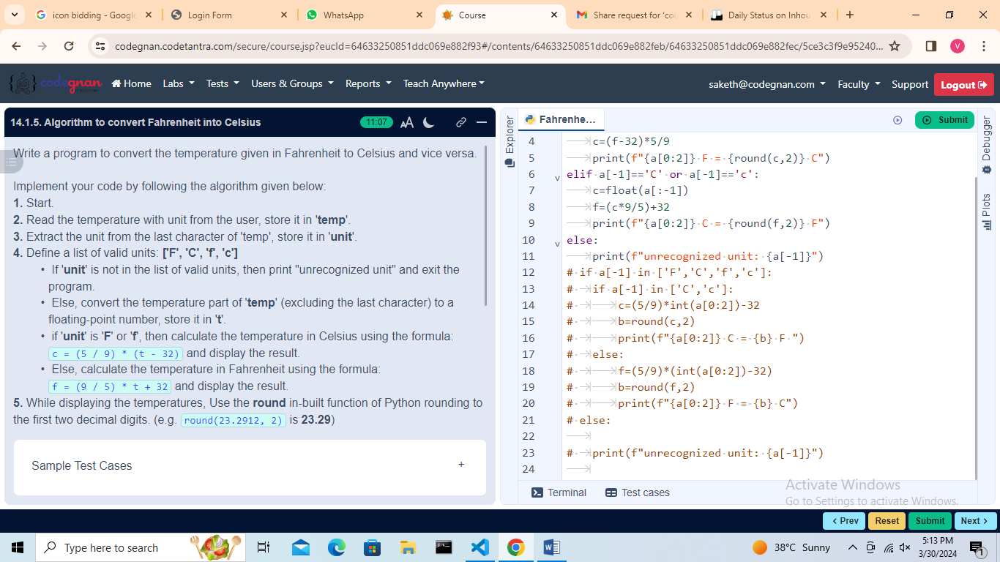 icon bidding - Google
Login Form
WhatsApp
Course
Share request for 'coo
Daily Status on Inhou
codegnan.codetantra.com/secure/course.jsp?eucId=64633250851ddc069e882f93#/contents/64633250851ddc069e882feb/64633250851ddc069e882fec/5ce3c3f9e95240...
V
codegnan
Home
Labs
Tests
Users & Groups
Reports
Teach Anywhere
saketh@codegnan.com
Faculty
Support
Logout
14.1.5. Algorithm to convert Fahrenheit into Celsius
11:07
AA
Write a program to convert the temperature given in Fahrenheit to Celsius and vice versa.
Implement your code by following the algorithm given below:
1. Start.
2. Read the temperature with unit from the user, store it in 'temp'.
3. Extract the unit from the last character of 'temp', store it in 'unit'.
4. Define a list of valid units: ['F', 'C', 'f', 'c']
• If 'unit' is not in the list of valid units, then print "unrecognized unit" and exit the
program.
• Else, convert the temperature part of 'temp' (excluding the last character) to a
floating-point number, store it in 't'.
• if 'unit' is 'F' or 'f', then calculate the temperature in Celsius using the formula:
c = (5 / 9) * (t - 32) and display the result.
• Else, calculate the temperature in Fahrenheit using the formula:
f = (9 / 5) * t + 32 and display the result.
5. While displaying the temperatures, Use the round in-built function of Python rounding to
the first two decimal digits. (e.g. round(23.2912, 2) is 23.29)
Sample Test Cases
+
Explorer
Fahrenhe...
Submit
Debugger
Plots
4 c=(f-32)*5/9
5 print(f"{a[0:2]} F = {round(c,2)} C")
6 elif a[-1]=='C' or a[-1]=='c':
7 c=float(a[:-1])
8 f=(c*9/5)+32
9 print(f"{a[0:2]} C = {round(f,2)} F")
10 else:
11 print(f"unrecognized unit: {a[-1]}")
12 # if a[-1] in ['F','C','f','c']:
13 # if a[-1] in ['C','c']:
14 # c=(5/9)*int(a[0:2])-32
15 # b=round(c,2)
16 # print(f"{a[0:2]} C = {b} F ")
17 # else:
18 # f=(5/9)*(int(a[0:2])-32)
19 # b=round(f,2)
20 # print(f"{a[0:2]} F = {b} C")
21 # else:
22
23 # print(f"unrecognized unit: {a[-1]}")
24
Terminal
Test cases
Activate Windows
Go to Settings to activate Windows.
< Prev
Reset
Submit
Next >
Type here to search
38°C Sunny
5:13 PM
3/30/2024
1